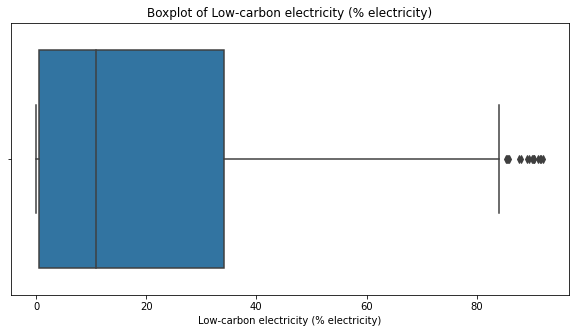 Boxplot of Low-carbon electricity (% electricity)
0 20 40 60 80
Low-carbon electricity (% electricity)